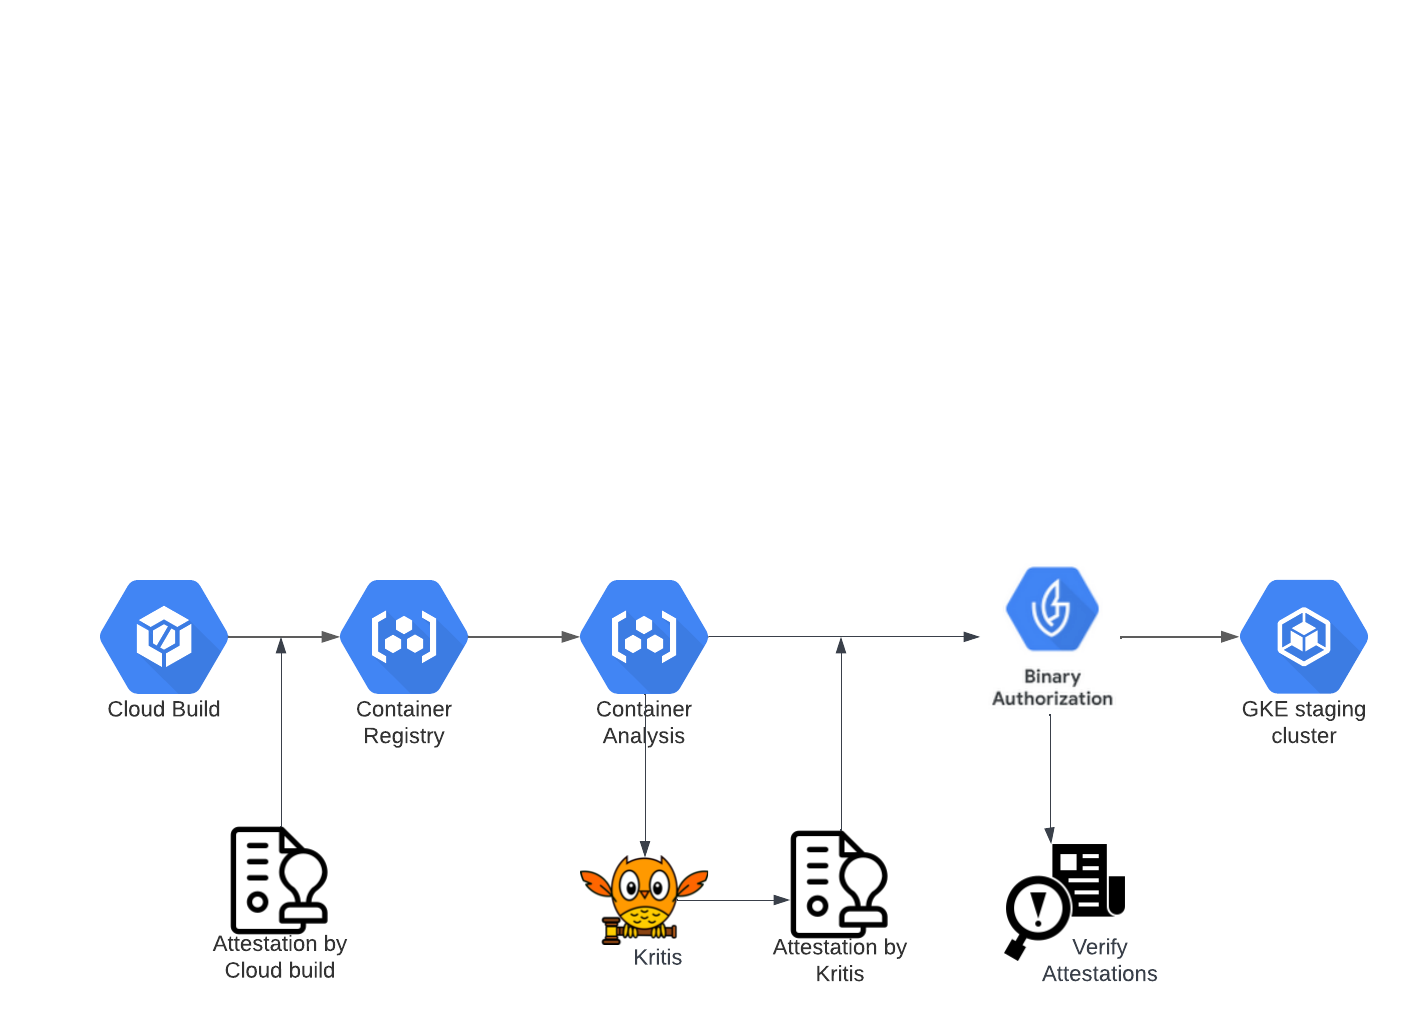 Cloud Build
Container
Registry
Container
Analysis
Binary
Authorization
GKE staging
cluster
Attestation by
Cloud build
Kritis
Attestation by
Kritis
Verify
Attestations